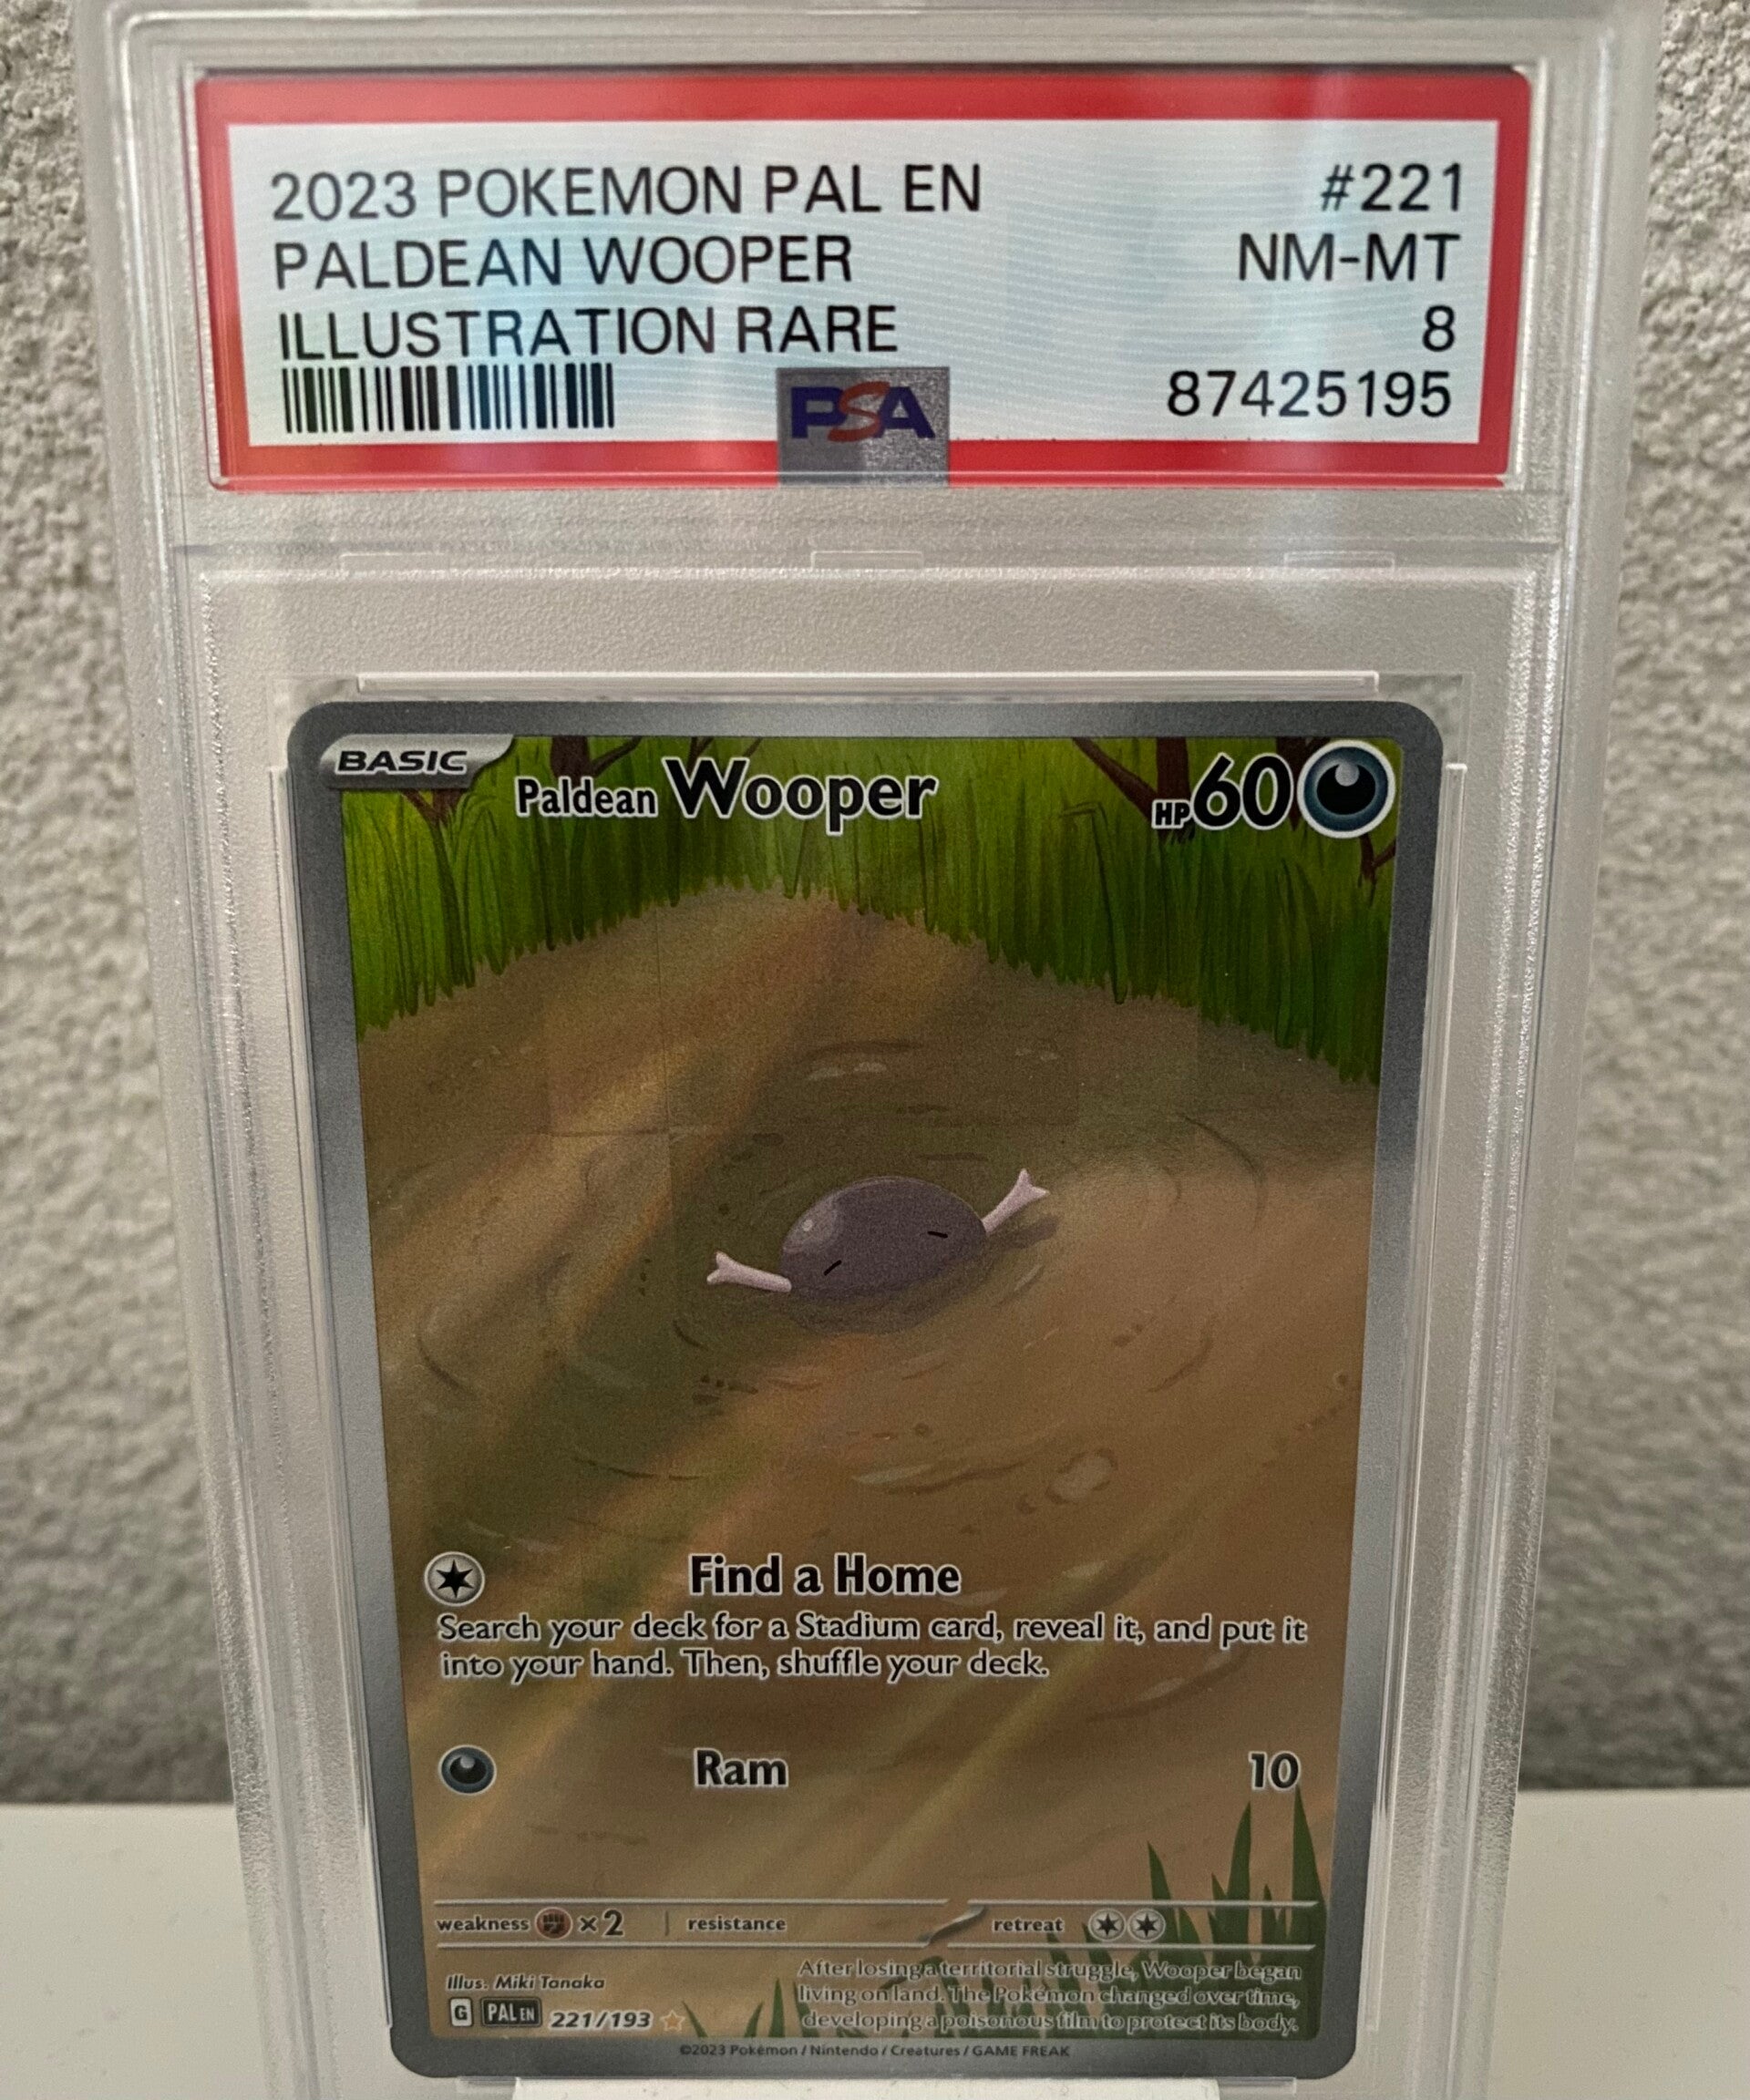 2023 POKEMON PAL EN #221
PALDEAN WOOPER NM-MT
ILLUSTRATION RARE 8
PSA 87425195
BASIC Paldean Wooper HP60
Find a Home
Search your deck for a Stadium card, reveal it, and put it
into your hand. Then, shuffle your deck.
Ram 10
weakness ×2 resistance retreat
Illus. Miki Tanaka
G PAL EN 221/193
After losing a territorial struggle, Wooper began
living on land. The Pokémon changed over time,
developing a poisonous film to protect its body.
©2023 Pokémon / Nintendo / Creatures / GAME FREAK